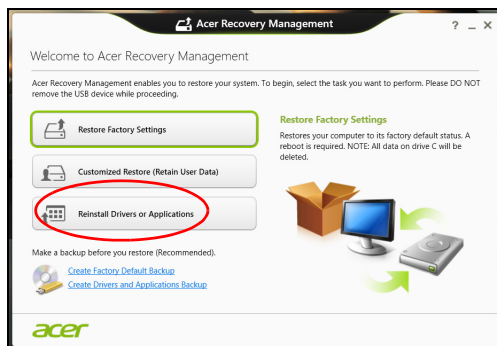 Acer Recovery Management
? _ X
Welcome to Acer Recovery Management
Acer Recovery Management enables you to restore your system. To begin, select the task you want to perform. Please DO NOT
remove the USB device while proceeding.
Restore Factory Settings
Customized Restore (Retain User Data)
Reinstall Drivers or Applications
Restore Factory Settings
Restores your computer to its factory default status. A
reboot is required. NOTE: All data on drive C will be
deleted.
Make a backup before you restore (Recommended).
Create Factory Default Backup
Create Drivers and Applications Backup
acer